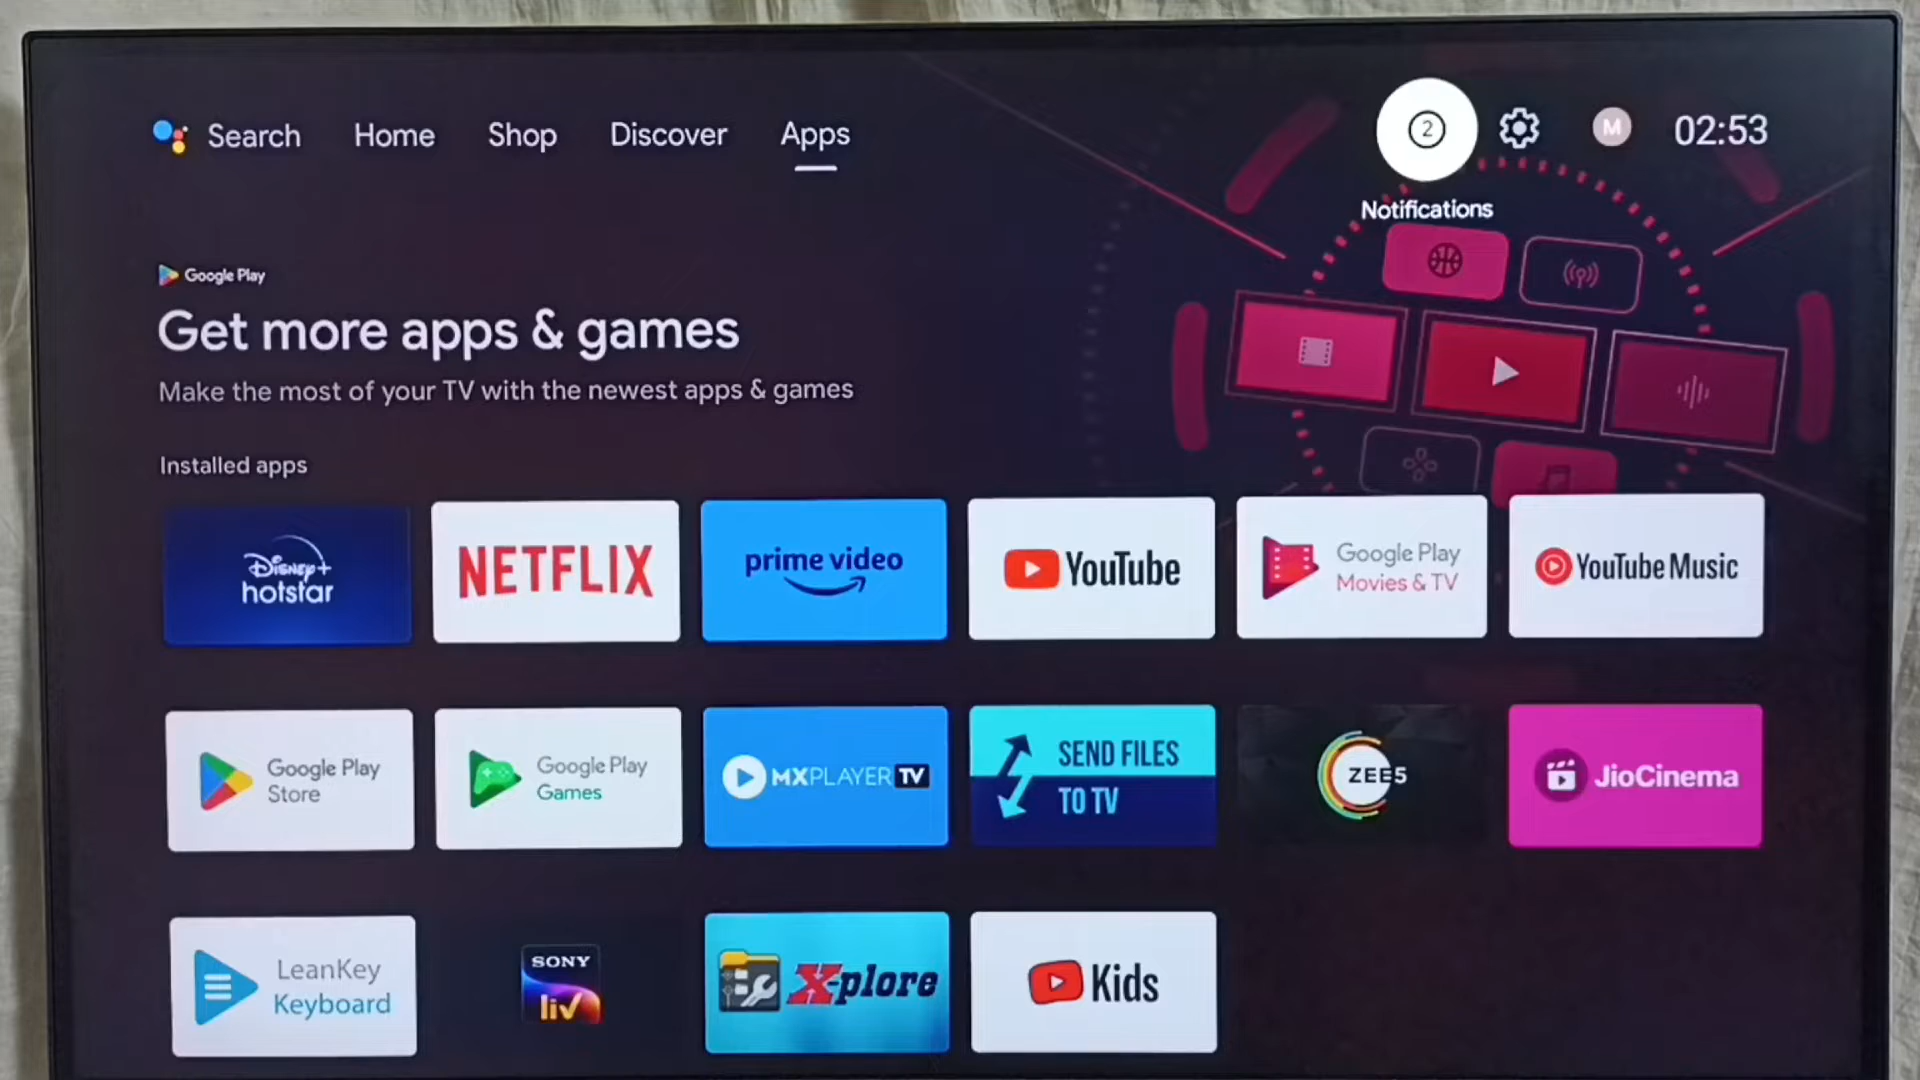 Search Home Shop Discover Apps
2
M
02:53
Notifications
Google Play
Get more apps & games
Make the most of your TV with the newest apps & games
Installed apps
Disney+
hotstar
NETFLIX
prime video
YouTube
Google Play
Movies & TV
YouTube Music
Google Play
Store
Google Play
Games
MXPLAYER TV
SEND FILES
TO TV
ZEE5
JioCinema
LeanKey
Keyboard
SONY
liv
X-plore
Kids